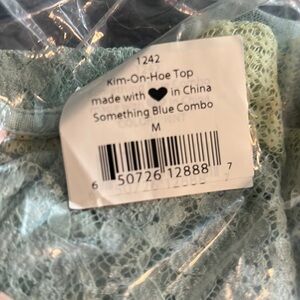 1242
Kim-On-Hoe Top
made with ♥ in China
Something Blue Combo
M
6 50726 12888 7